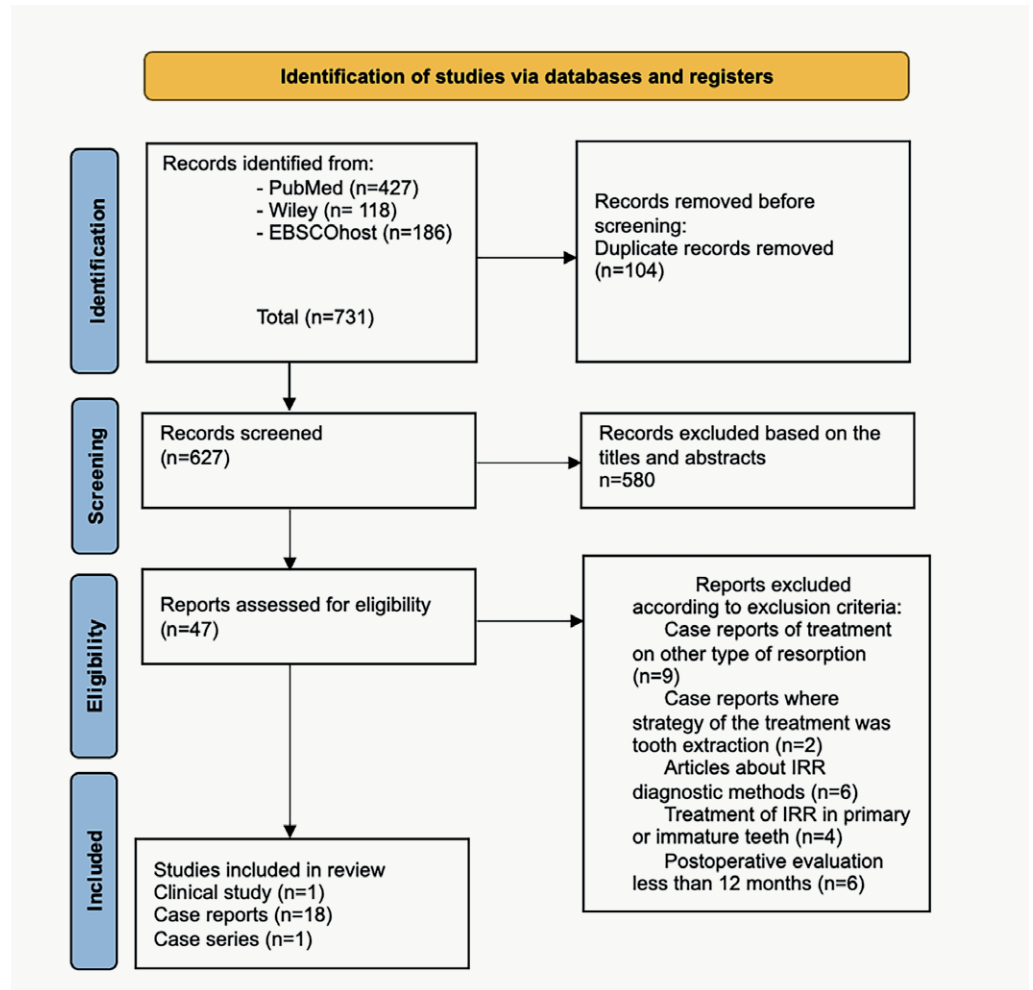 Identification of studies via databases and registers
Identification
Records identified from:
- PubMed (n=427)
- Wiley (n= 118)
- EBSCOhost (n=186)
Total (n=731)
Records removed before
screening:
Duplicate records removed
(n=104)
Screening
Records screened
(n=627)
Records excluded based on the
titles and abstracts
n=580
Eligibility
Reports assessed for eligibility
(n=47)
Reports excluded
according to exclusion criteria:
Case reports of treatment
on other type of resorption
(n=9)
Case reports where
strategy of the treatment was
tooth extraction (n=2)
Articles about IRR
diagnostic methods (n=6)
Treatment of IRR in primary
or immature teeth (n=4)
Postoperative evaluation
less than 12 months (n=6)
Included
Studies included in review
Clinical study (n=1)
Case reports (n=18)
Case series (n=1)